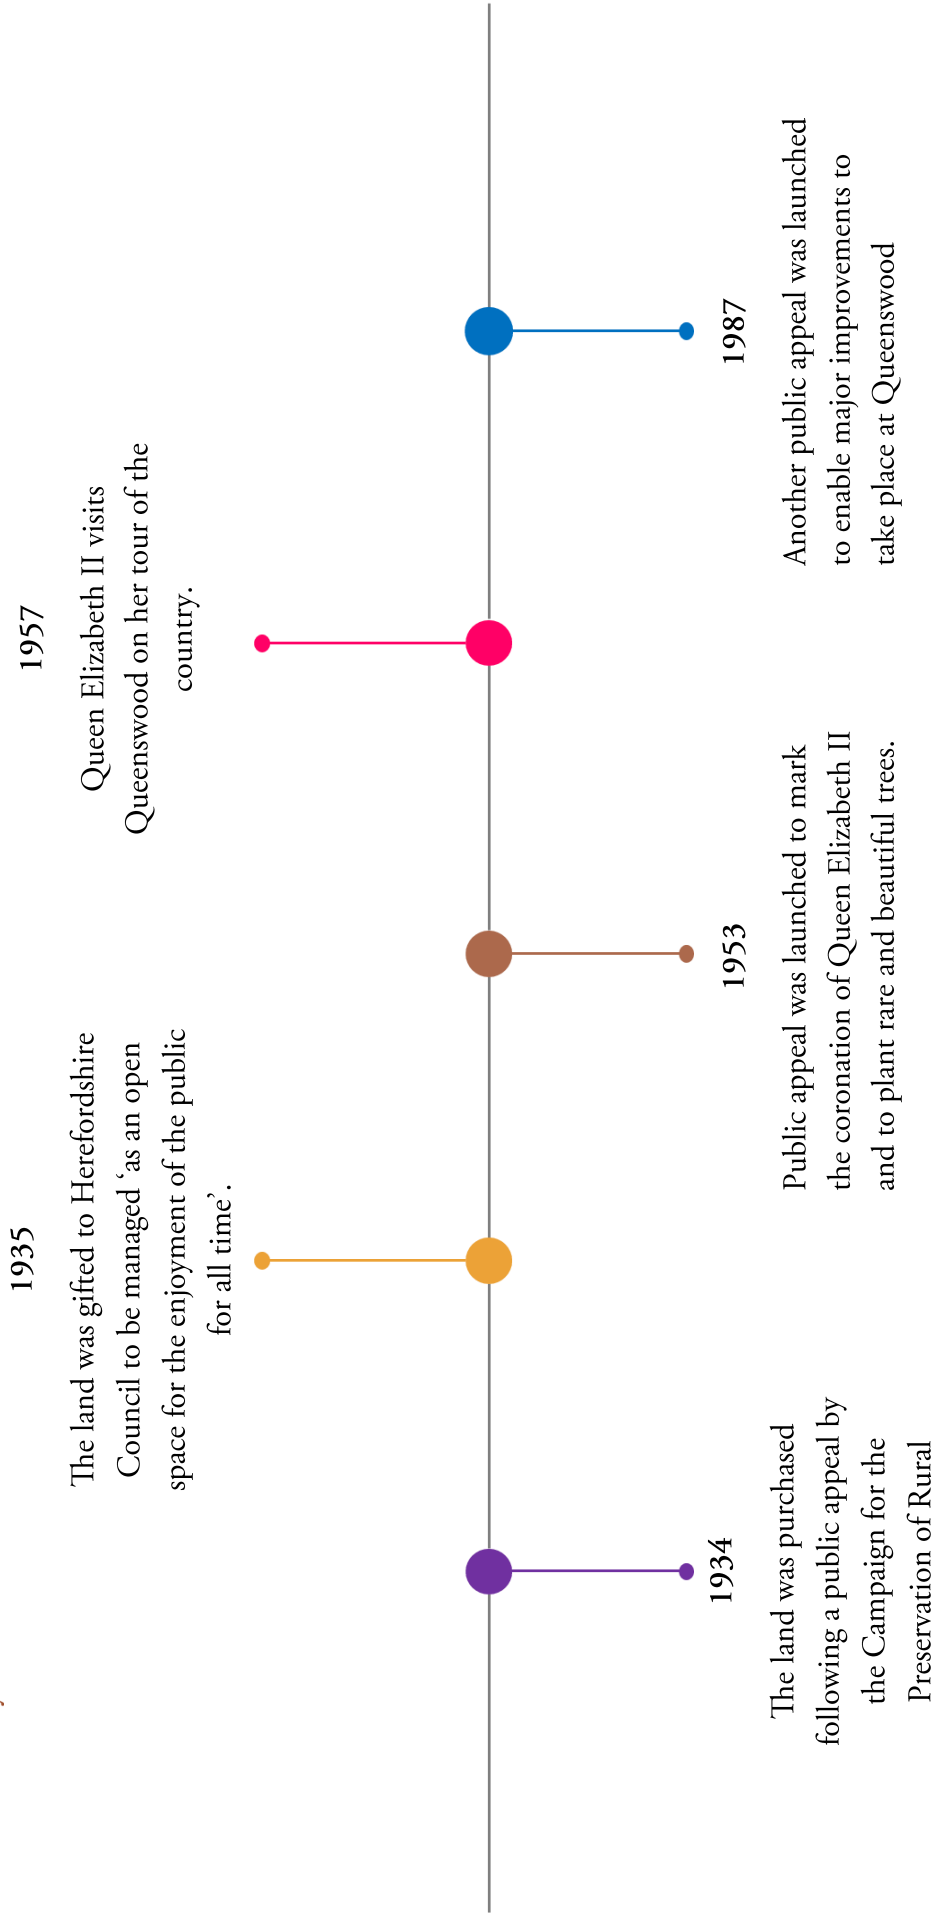 1934
The land was purchased
following a public appeal by
the Campaign for the
Preservation of Rural
1935
The land was gifted to Herefordshire
Council to be managed ‘as an open
space for the enjoyment of the public
for all time’.
1953
Public appeal was launched to mark
the coronation of Queen Elizabeth II
and to plant rare and beautiful trees.
1957
Queen Elizabeth II visits
Queenswood on her tour of the
country.
1987
Another public appeal was launched
to enable major improvements to
take place at Queenswood